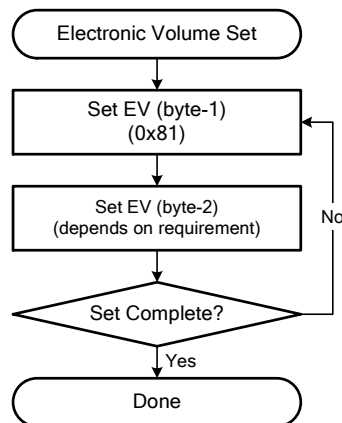 Electronic Volume Set
Set EV (byte-1)
(0x81)
Set EV (byte-2)
(depends on requirement)
No
Set Complete?
Yes
Done